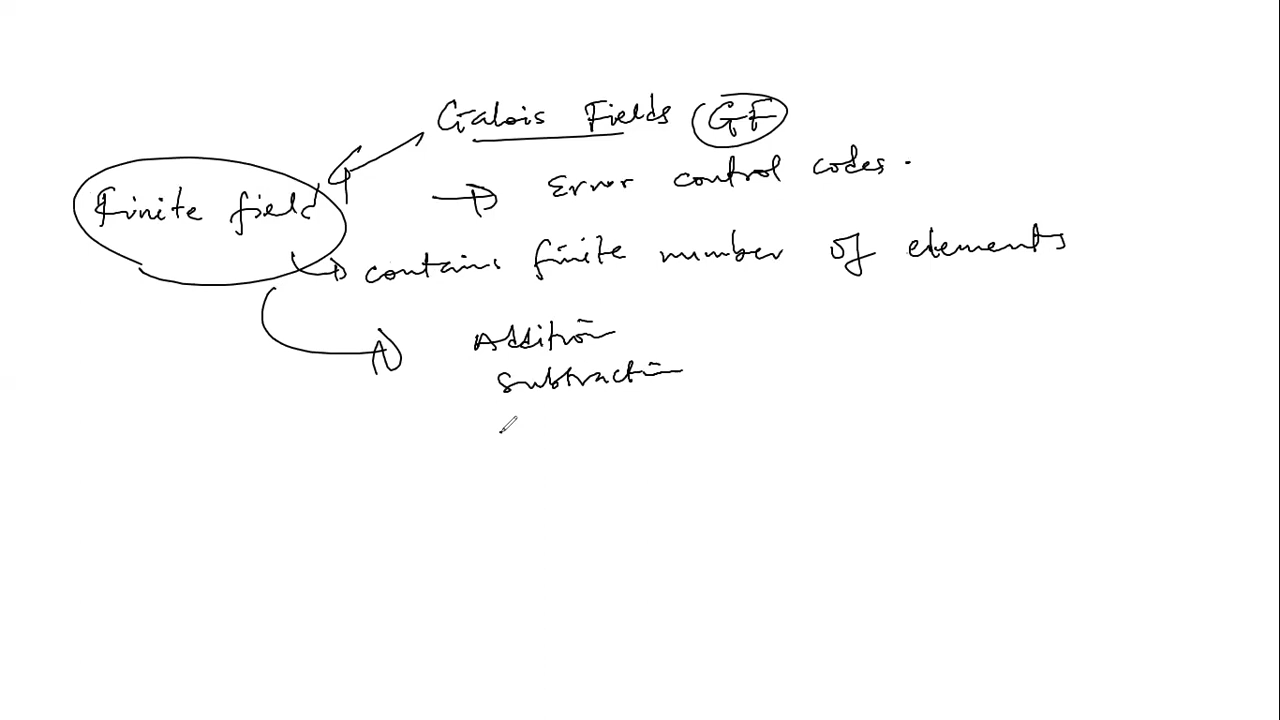 Galois Fields GF
Finite field
Error control codes.
contains finite number of elements
Addition
Subtraction